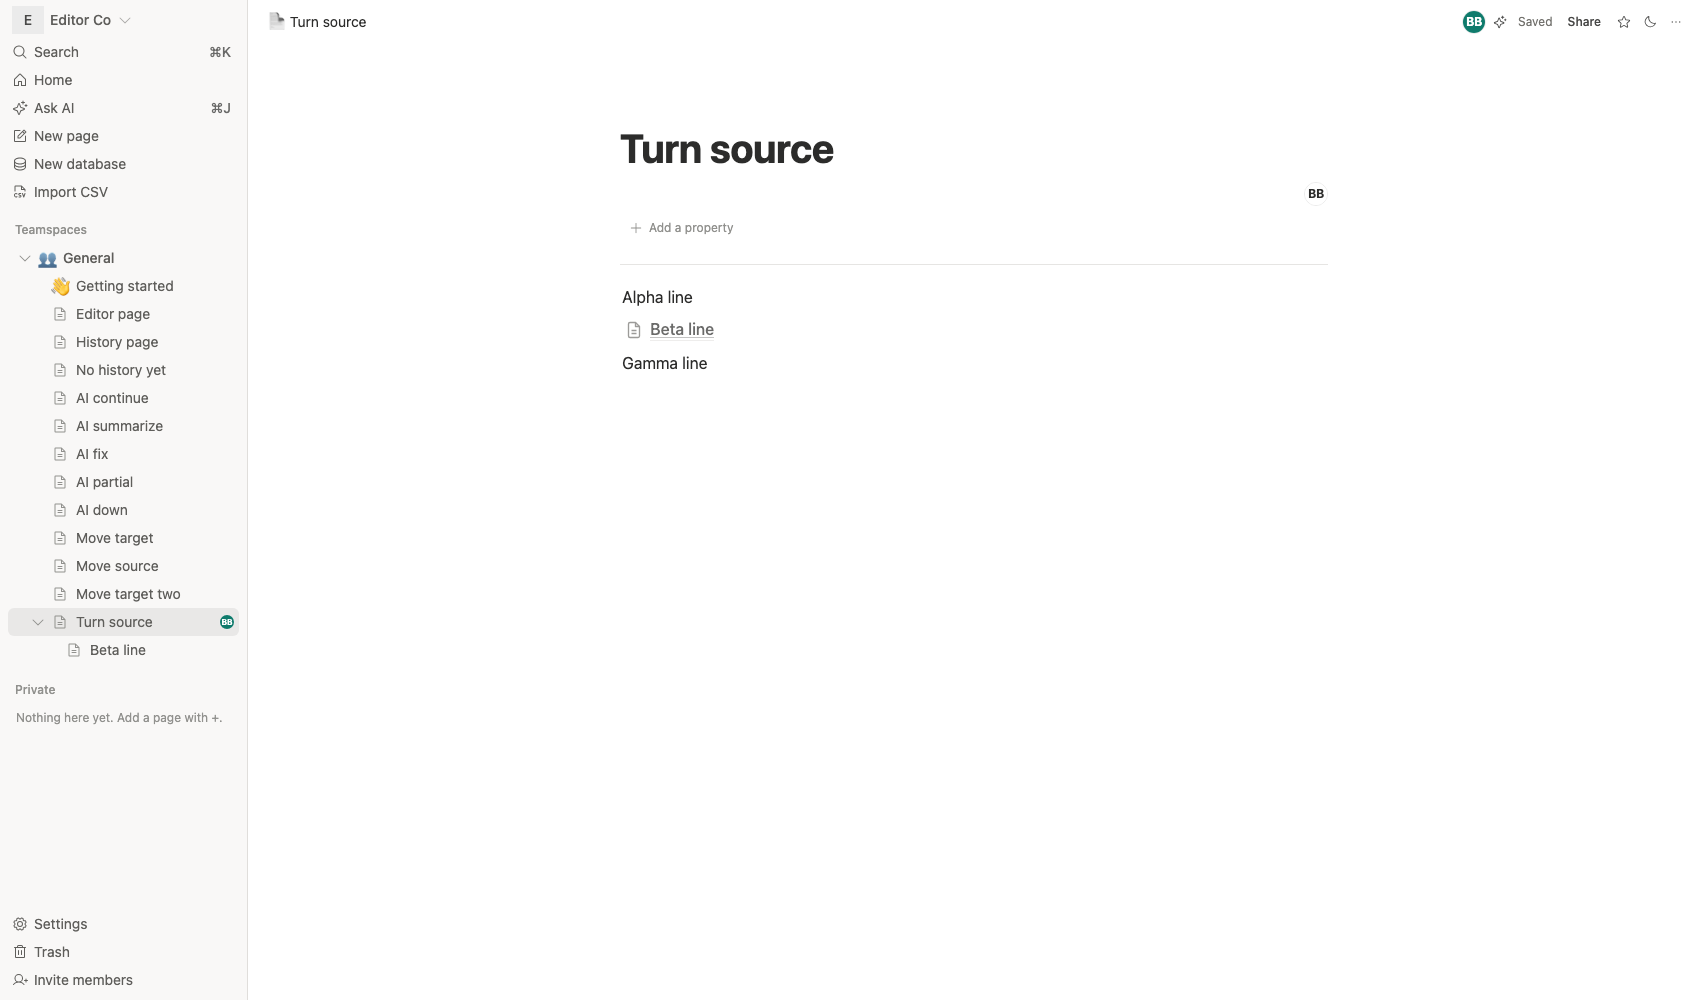 E Editor Co
Search ⌘K
Home
Ask AI ⌘J
New page
New database
Import CSV
Teamspaces
General
Getting started
Editor page
History page
No history yet
AI continue
AI summarize
AI fix
AI partial
AI down
Move target
Move source
Move target two
Turn source BB
Beta line
Private
Nothing here yet. Add a page with +.
Settings
Trash
Invite members
Turn source
BB Saved Share
Turn source
BB
Add a property
Alpha line
Beta line
Gamma line